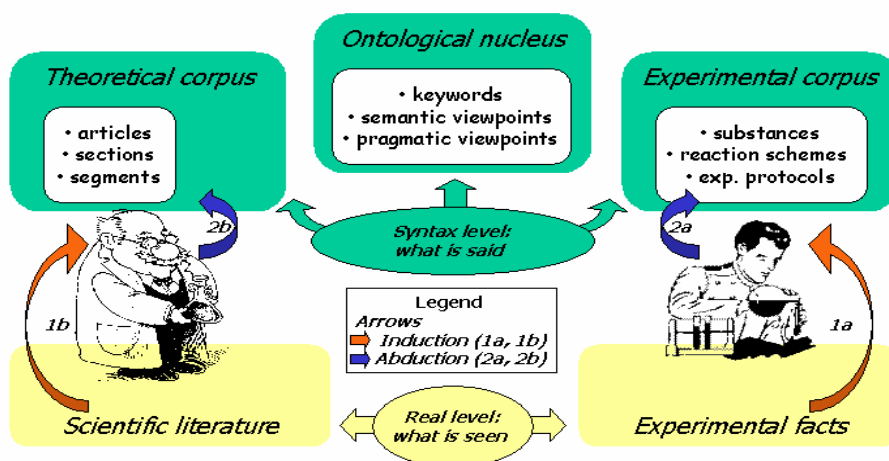 Ontological nucleus
• keywords
• semantic viewpoints
• pragmatic viewpoints
Theoretical corpus
• articles
• sections
• segments
Experimental corpus
• substances
• reaction schemes
• exp. protocols
2b
2a
Syntax level:
what is said
1b
1a
Legend
Arrows
Induction (1a, 1b)
Abduction (2a, 2b)
Scientific literature
Real level:
what is seen
Experimental facts